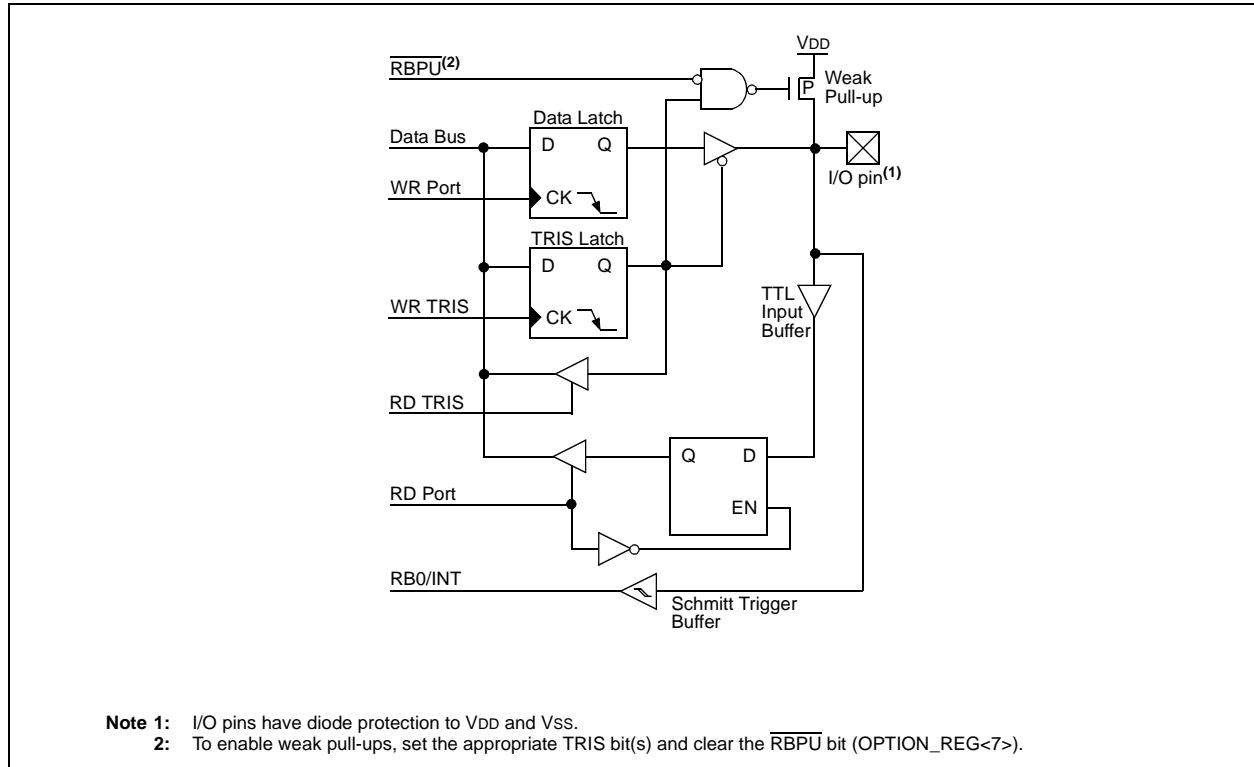 VDD
RBPU(2)
Weak
Pull-up
P
Data Latch
Data Bus
D Q
I/O pin(1)
WR Port
CK
TRIS Latch
D Q
TTL
Input
Buffer
WR TRIS
CK
RD TRIS
Q D
RD Port
EN
RB0/INT
Schmitt Trigger
Buffer
Note 1: I/O pins have diode protection to VDD and VSS.
2: To enable weak pull-ups, set the appropriate TRIS bit(s) and clear the RBPU bit (OPTION_REG<7>).